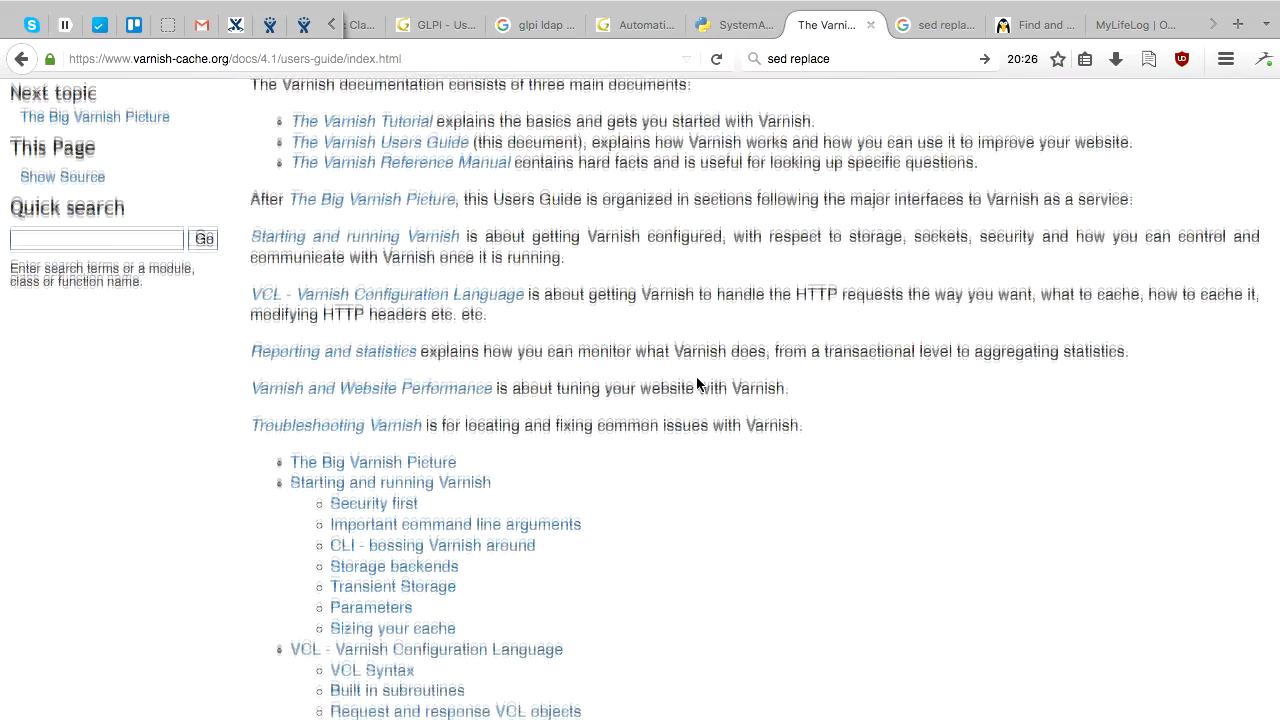 Cla...
GLPI - Us...
glpi ldap ...
Automati...
SystemA...
The Varni...
sed repla...
Find and ...
MyLifeLog | O...
https://www.varnish-cache.org/docs/4.1/users-guide/index.html
sed replace
20:26
Next topic
The Big Varnish Picture
This Page
Show Source
Quick search
Go
Enter search terms or a module,
class or function name.
The Varnish documentation consists of three main documents:
The Varnish Tutorial explains the basics and gets you started with Varnish.
The Varnish Users Guide (this document), explains how Varnish works and how you can use it to improve your website.
The Varnish Reference Manual contains hard facts and is useful for looking up specific questions.
After The Big Varnish Picture, this Users Guide is organized in sections following the major interfaces to Varnish as a service:
Starting and running Varnish is about getting Varnish configured, with respect to storage, sockets, security and how you can control and
communicate with Varnish once it is running.
VCL - Varnish Configuration Language is about getting Varnish to handle the HTTP requests the way you want, what to cache, how to cache it,
modifying HTTP headers etc. etc.
Reporting and statistics explains how you can monitor what Varnish does, from a transactional level to aggregating statistics.
Varnish and Website Performance is about tuning your website with Varnish.
Troubleshooting Varnish is for locating and fixing common issues with Varnish.
The Big Varnish Picture
Starting and running Varnish
Security first
Important command line arguments
CLI - bossing Varnish around
Storage backends
Transient Storage
Parameters
Sizing your cache
VCL - Varnish Configuration Language
VCL Syntax
Built in subroutines
Request and response VCL objects